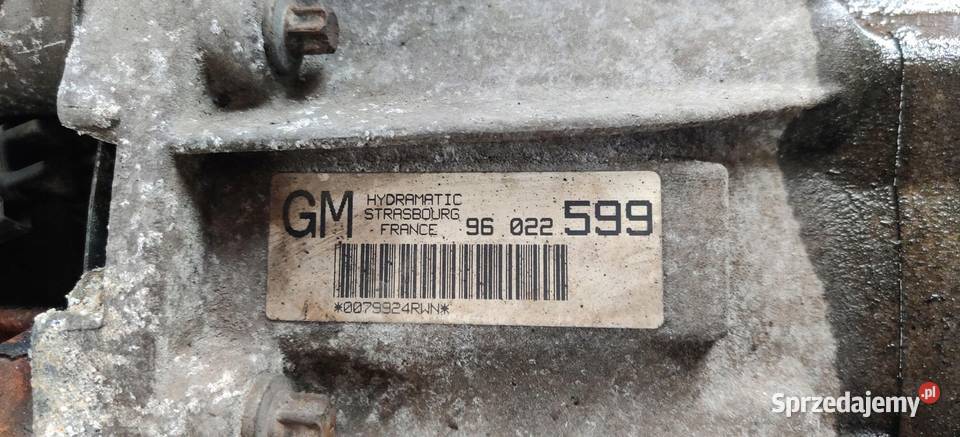 GM HYDRAMATIC
STRASBOURG
FRANCE 96 022 599
*0079924RWN*
Sprzedajemy.pl